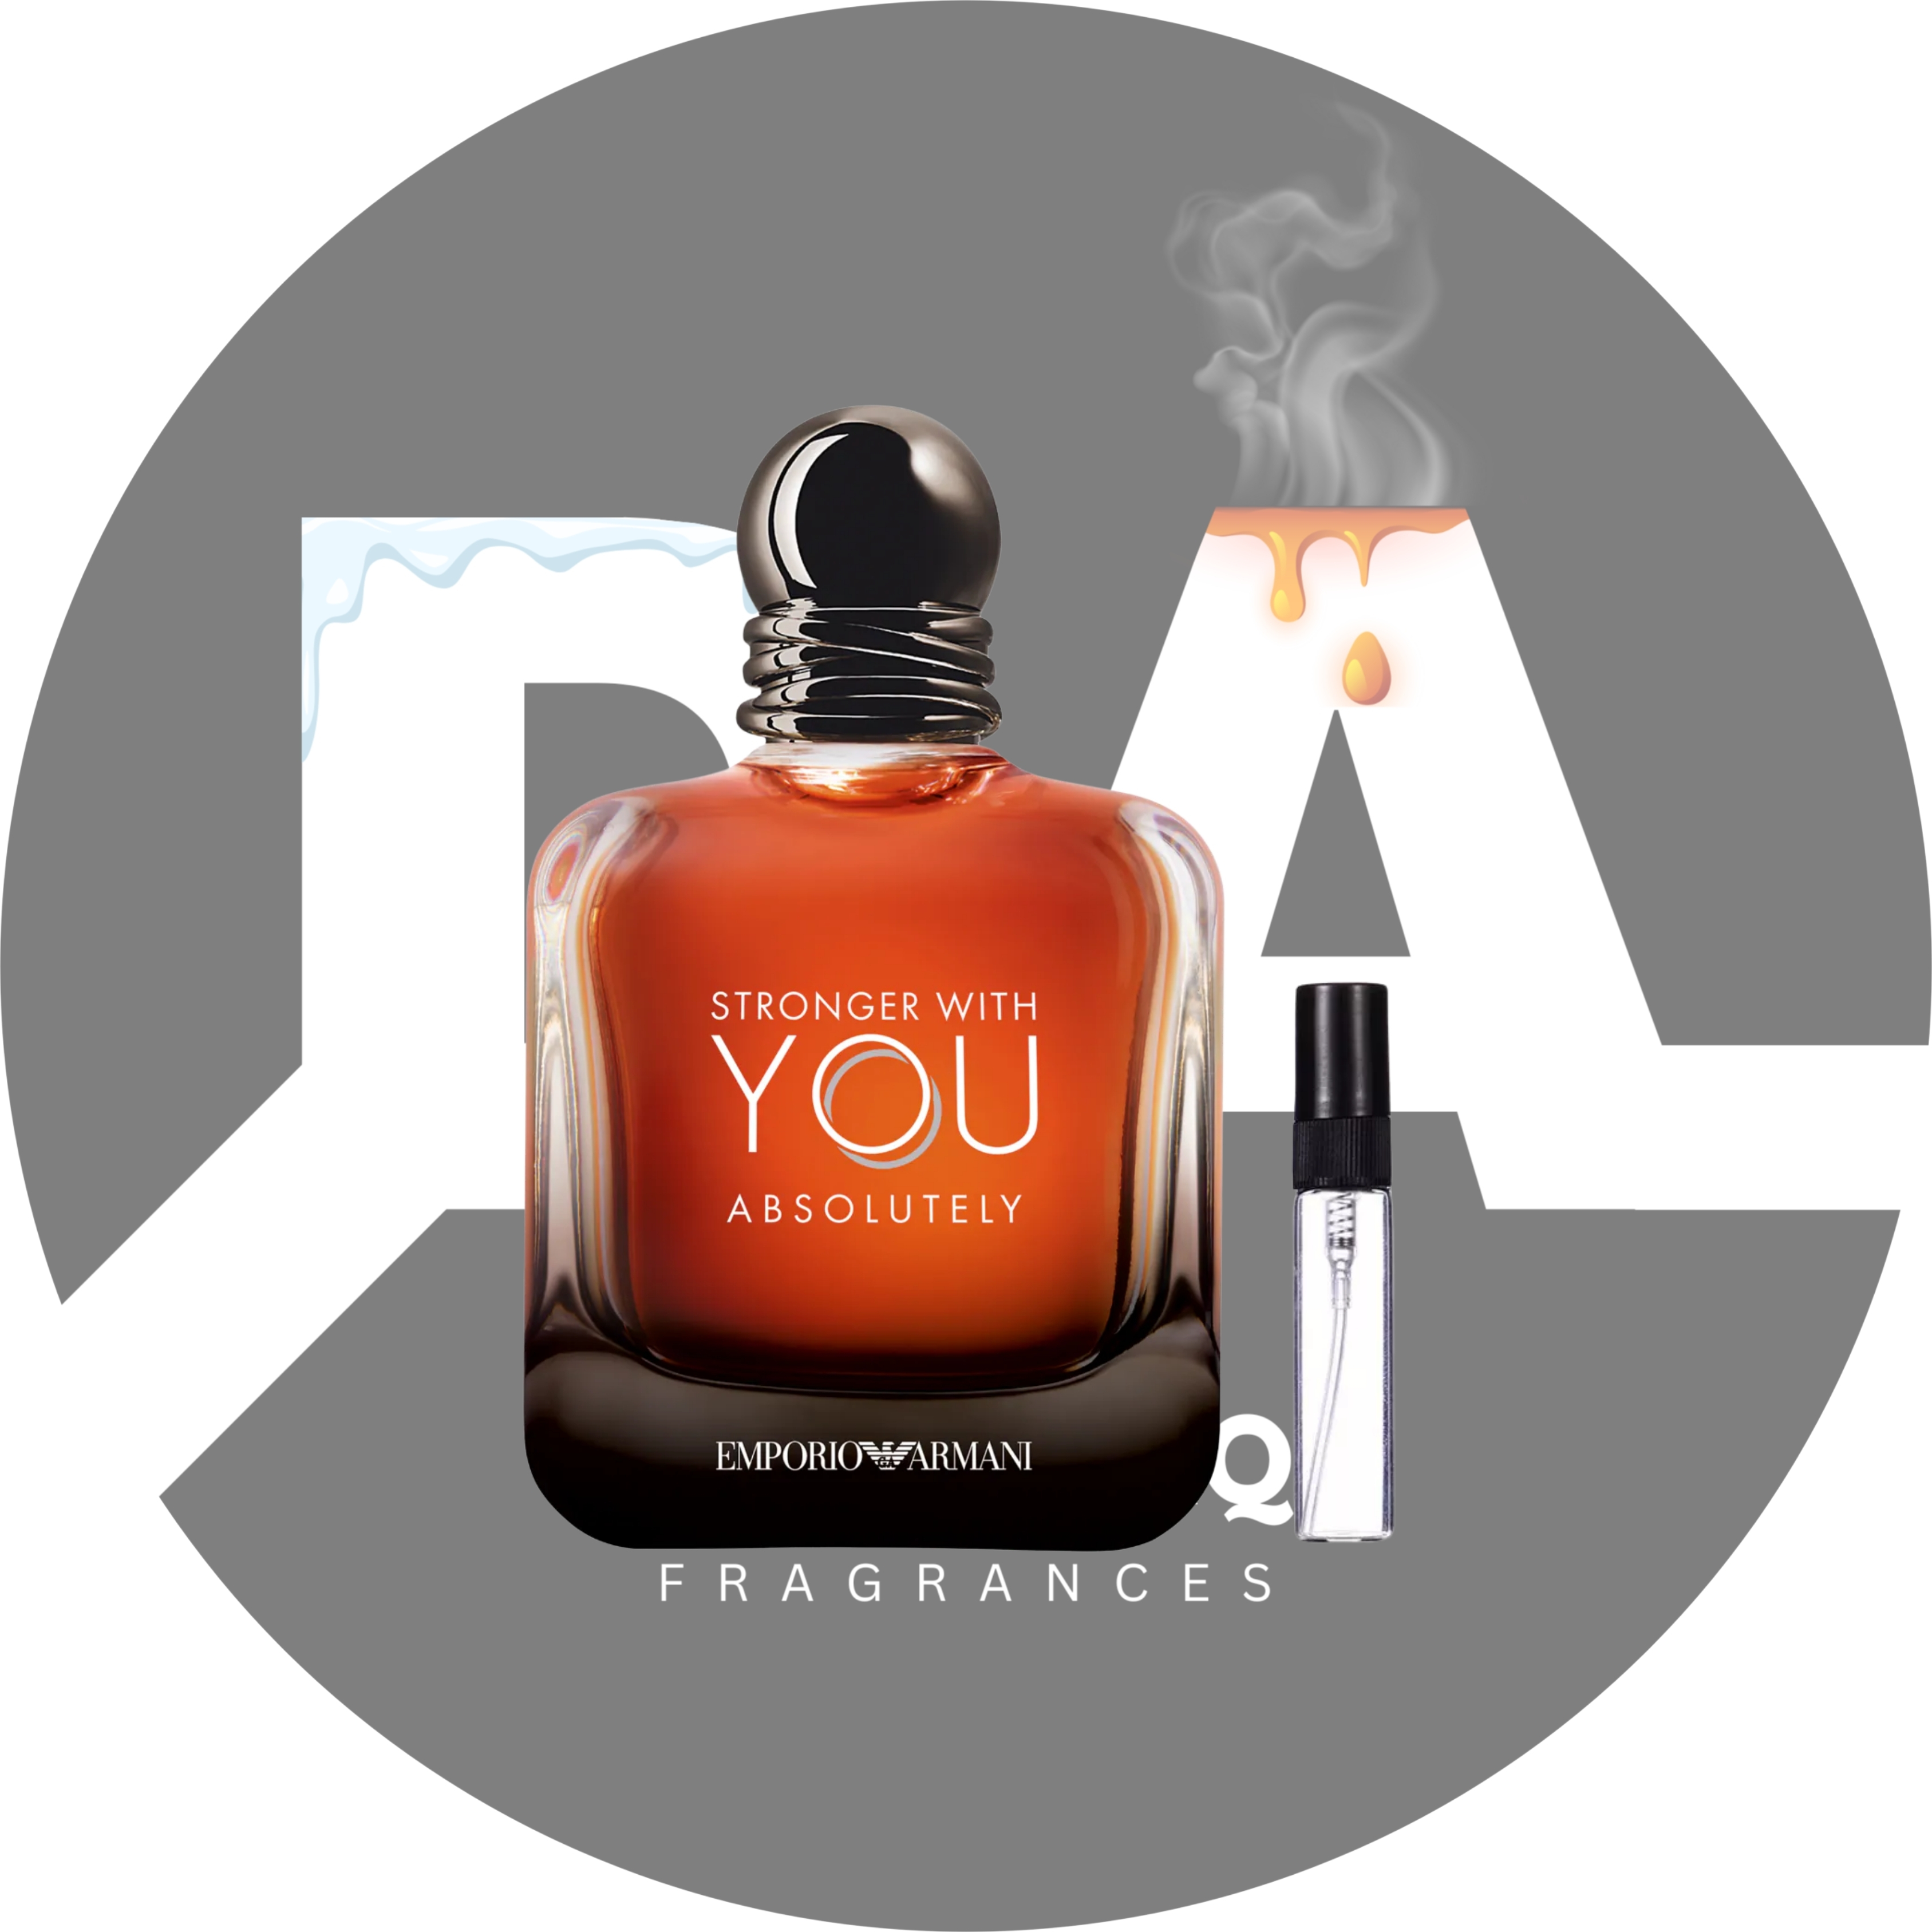 STRONGER WITH
YOU
ABSOLUTELY
EMPORIO ARMANI
FRAGRANCES